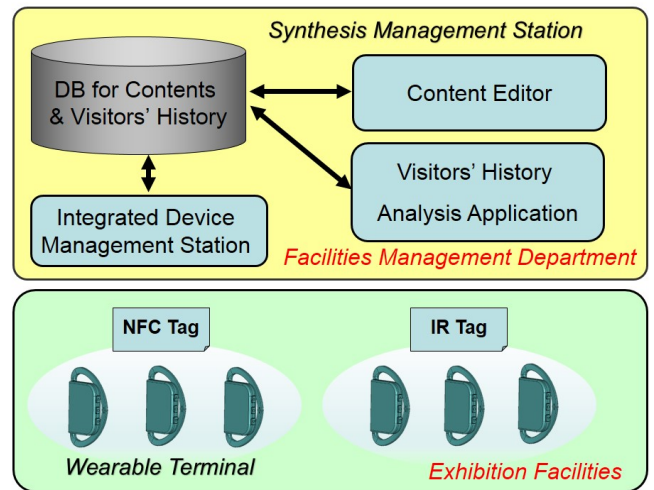 Synthesis Management Station
DB for Contents
& Visitors' History
Content Editor
Visitors' History
Analysis Application
Integrated Device
Management Station
Facilities Management Department
NFC Tag
IR Tag
Wearable Terminal
Exhibition Facilities